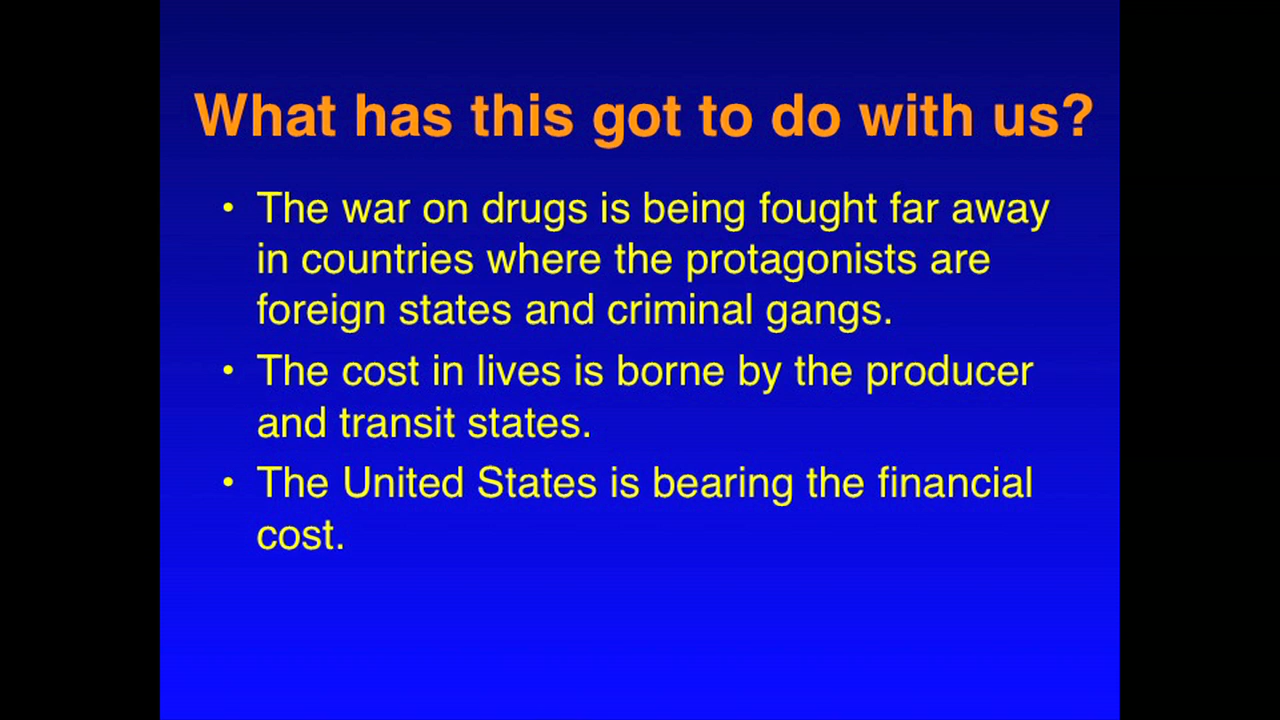 What has this got to do with us?
• The war on drugs is being fought far away
in countries where the protagonists are
foreign states and criminal gangs.
• The cost in lives is borne by the producer
and transit states.
• The United States is bearing the financial
cost.